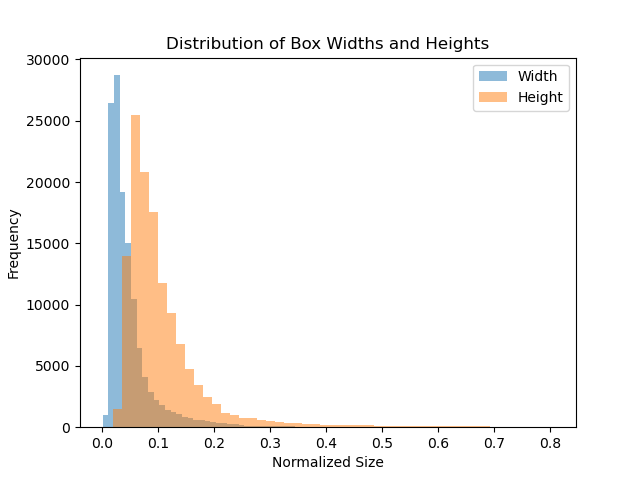 Distribution of Box Widths and Heights
Width
Height
30000
25000
20000
15000
10000
5000
0
Frequency
0.0 0.1 0.2 0.3 0.4 0.5 0.6 0.7 0.8
Normalized Size